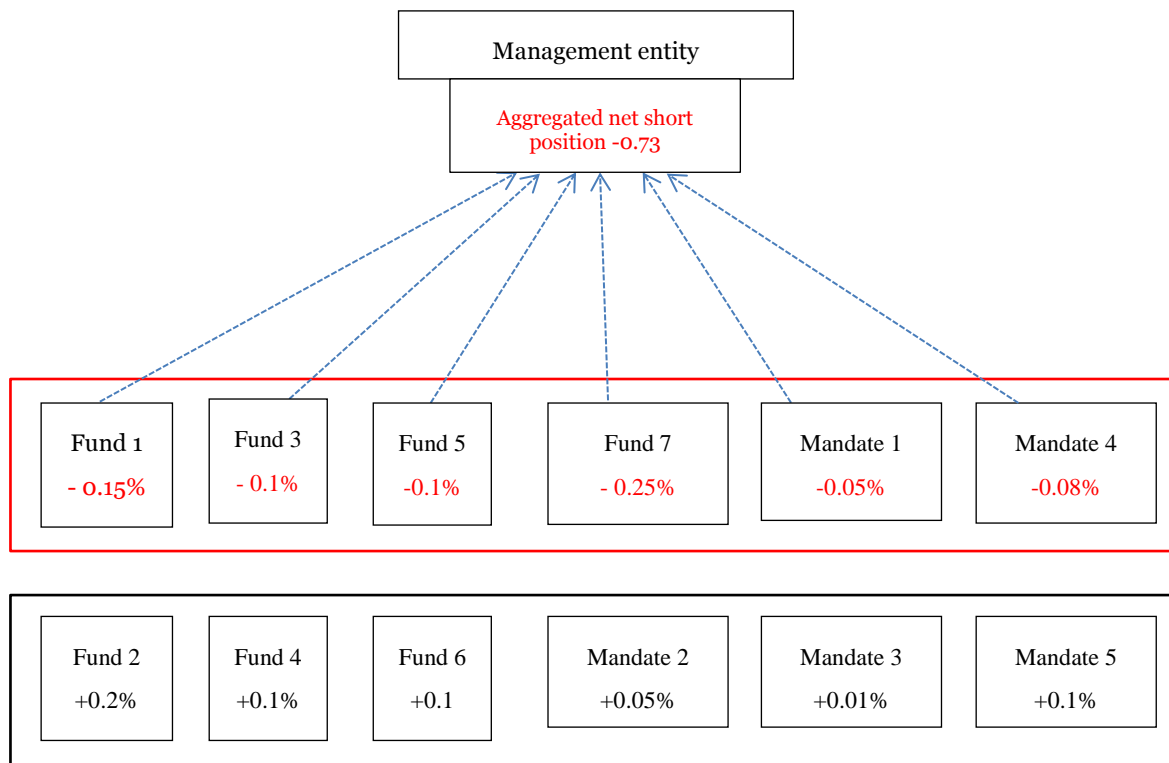 Management entity
Aggregated net short
position -0.73
Fund 1
- 0.15%
Fund 3
- 0.1%
Fund 5
-0.1%
Fund 7
- 0.25%
Mandate 1
-0.05%
Mandate 4
-0.08%
Fund 2
+0.2%
Fund 4
+0.1%
Fund 6
+0.1
Mandate 2
+0.05%
Mandate 3
+0.01%
Mandate 5
+0.1%